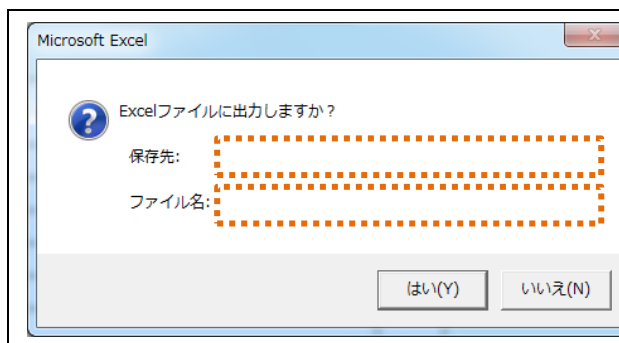 Microsoft Excel
Excelファイルに出力しますか？
保存先:
ファイル名:
はい(Y)
いいえ(N)